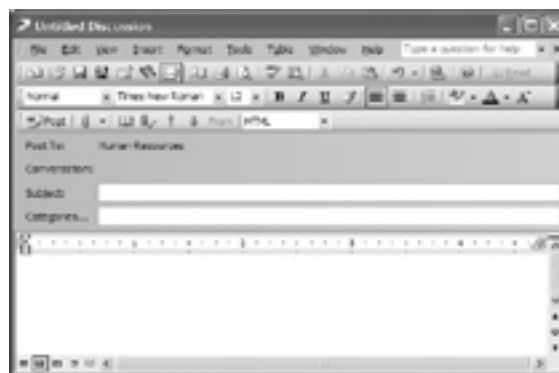 Untitled Discussion
File Edit View Insert Format Tools Table Window Help Type a question for help
Normal Times New Roman 12 B I U
Post From HTML
Post To: Human Resources
Conversation:
Subject:
Categories...